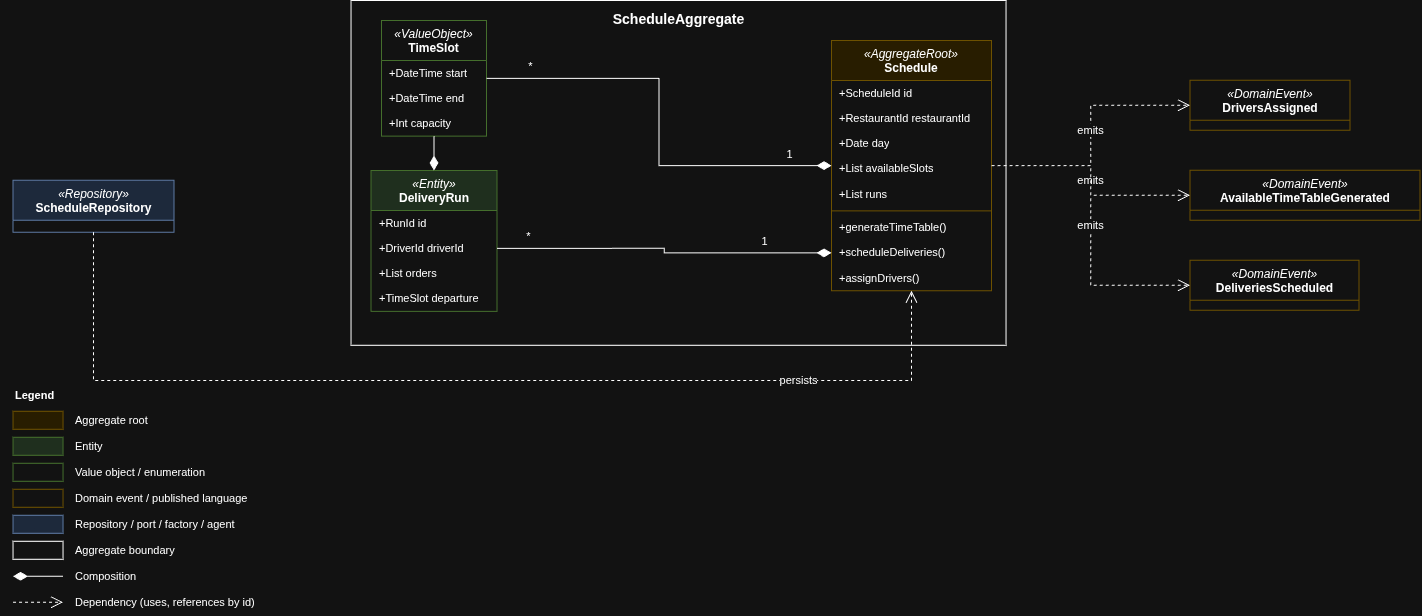 ScheduleAggregate
«ValueObject»
TimeSlot
+DateTime start
+DateTime end
+Int capacity
*
1
«AggregateRoot»
Schedule
+ScheduleId id
+RestaurantId restaurantId
+Date day
+List availableSlots
+List runs
+generateTimeTable()
+scheduleDeliveries()
+assignDrivers()
«Entity»
DeliveryRun
+RunId id
+DriverId driverId
+List orders
+TimeSlot departure
*
1
«Repository»
ScheduleRepository
emits
emits
emits
«DomainEvent»
DriversAssigned
«DomainEvent»
AvailableTimeTableGenerated
«DomainEvent»
DeliveriesScheduled
persists
Legend
Aggregate root
Entity
Value object / enumeration
Domain event / published language
Repository / port / factory / agent
Aggregate boundary
Composition
Dependency (uses, references by id)